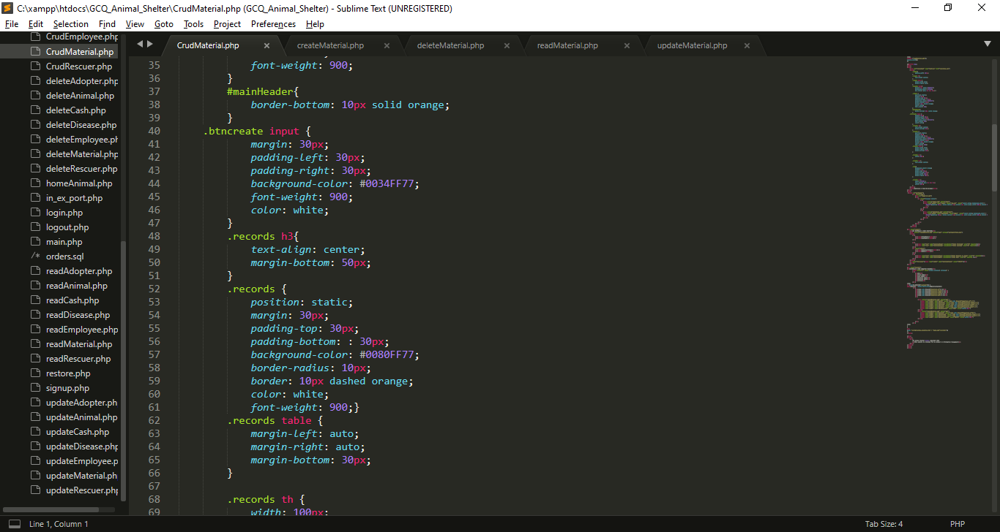 C:\xampp\htdocs\GCQ_Animal_Shelter\CrudMaterial.php (GCQ_Animal_Shelter) - Sublime Text (UNREGISTERED)
File Edit Selection Find View Goto Tools Project Preferences Help
CrudEmployee.php
CrudMaterial.php
CrudRescuer.php
deleteAdopter.php
deleteAnimal.php
deleteCash.php
deleteDisease.php
deleteEmployee.ph
deleteMaterial.php
deleteRescuer.php
homeAnimal.php
in_ex_port.php
login.php
logout.php
main.php
/* orders.sql
readAdopter.php
readAnimal.php
readCash.php
readDisease.php
readEmployee.php
readMaterial.php
readRescuer.php
restore.php
signup.php
updateAdopter.ph
updateAnimal.php
updateCash.php
updateDisease.php
updateEmployee.p
updateMaterial.ph
updateRescuer.php
CrudMaterial.php × createMaterial.php × deleteMaterial.php × readMaterial.php × updateMaterial.php ×
35 font-weight: 900;
36 }
37 #mainHeader{
38 border-bottom: 10px solid orange;
39 }
40 .btncreate input {
41 margin: 30px;
42 padding-left: 30px;
43 padding-right: 30px;
44 background-color: #0034FF77;
45 font-weight: 900;
46 color: white;
47 }
48 .records h3{
49 text-align: center;
50 margin-bottom: 50px;
51 }
52 .records {
53 position: static;
54 margin: 30px;
55 padding-top: 30px;
56 padding-bottom: : 30px;
57 background-color: #0080FF77;
58 border-radius: 10px;
59 border: 10px dashed orange;
60 color: white;
61 font-weight: 900;}
62 .records table {
63 margin-left: auto;
64 margin-right: auto;
65 margin-bottom: 30px;
66 }
67
68 .records th {
69 width: 100px;
Line 1, Column 1 Tab Size: 4 PHP